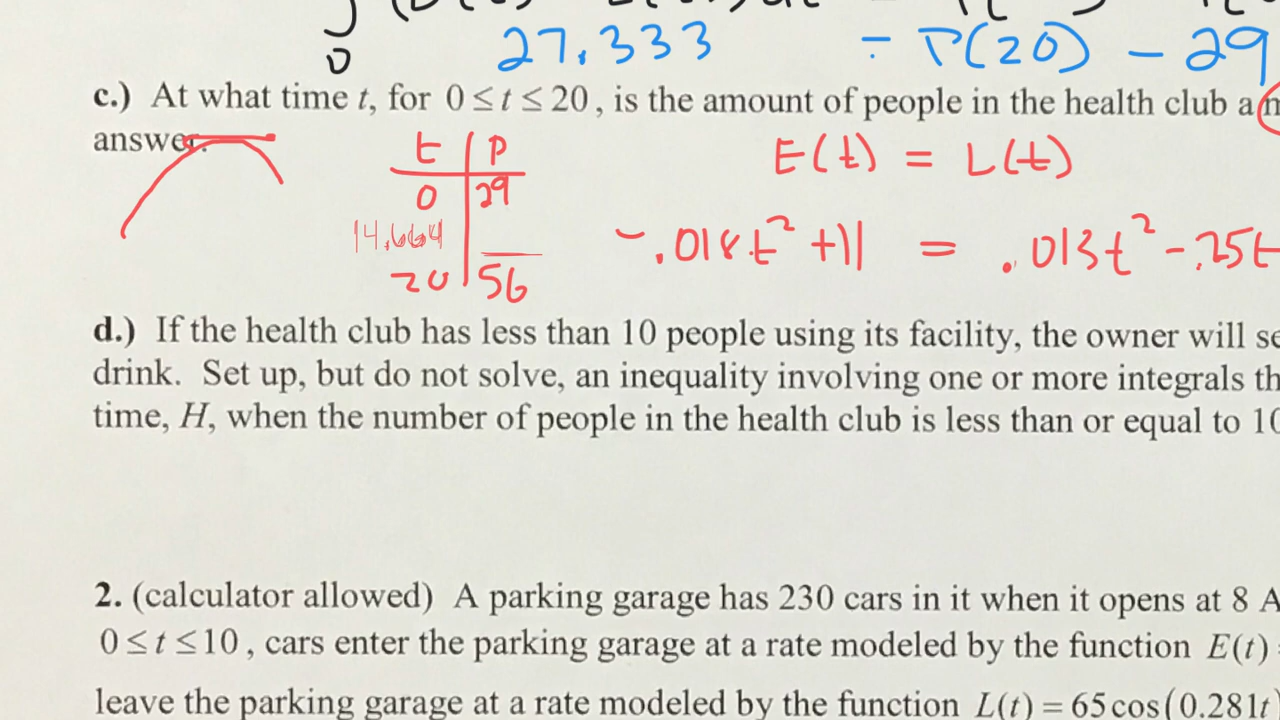 0
27.333 = P(20) - 29
c.) At what time t, for 0 ≤ t ≤ 20, is the amount of people in the health club a
answer.
t P
E(t) = L(t)
0 29
14.664
-.018t² + 11 = .013t² - .25t
20 56
d.) If the health club has less than 10 people using its facility, the owner will
drink. Set up, but do not solve, an inequality involving one or more integrals
time, H, when the number of people in the health club is less than or equal to 10
2. (calculator allowed) A parking garage has 230 cars in it when it opens at 8
0 ≤ t ≤ 10, cars enter the parking garage at a rate modeled by the function E(t)
leave the parking garage at a rate modeled by the function L(t) = 65cos(0.281t)